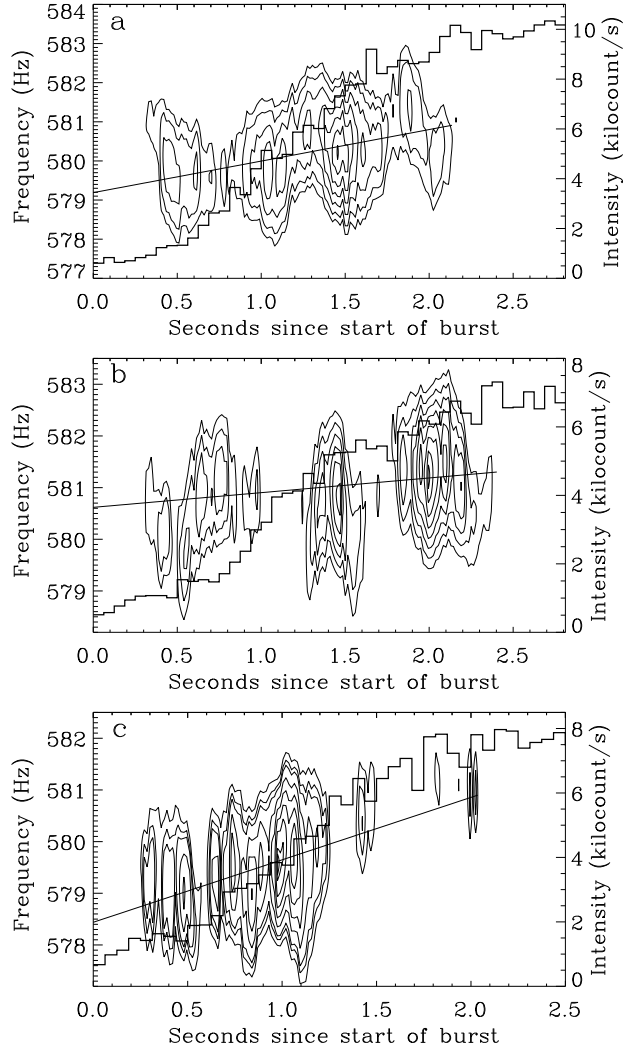 a
584
583
582
581
580
579
578
577
Frequency (Hz)
10
8
6
4
2
0
Intensity (kilocount/s)
0.0 0.5 1.0 1.5 2.0 2.5
Seconds since start of burst
b
583
582
581
580
579
Frequency (Hz)
8
6
4
2
0
Intensity (kilocount/s)
0.0 0.5 1.0 1.5 2.0 2.5
Seconds since start of burst
c
582
581
580
579
578
Frequency (Hz)
8
6
4
2
0
Intensity (kilocount/s)
0.0 0.5 1.0 1.5 2.0 2.5
Seconds since start of burst